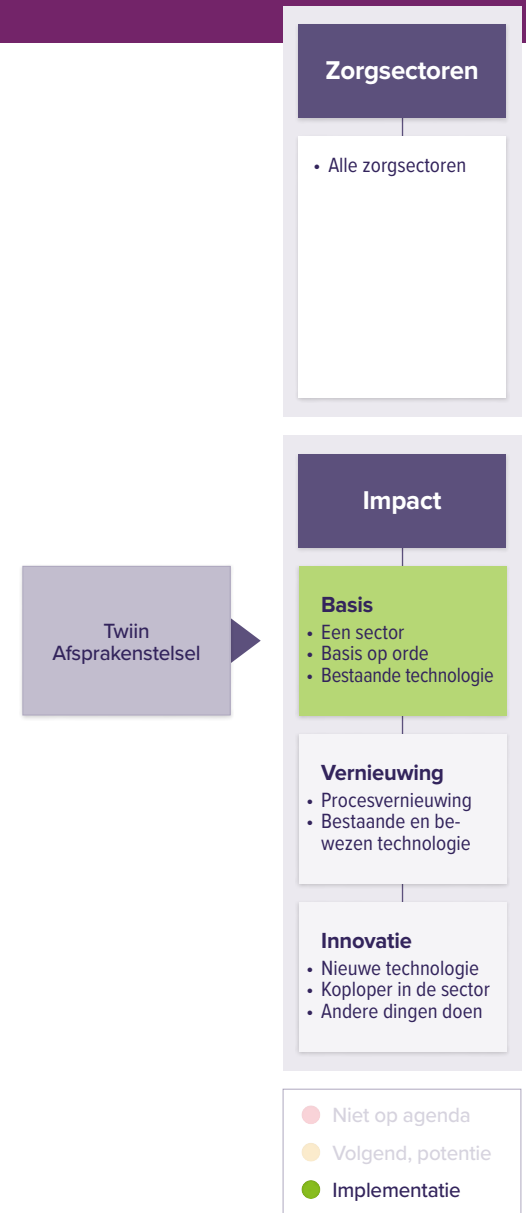 Zorgsectoren
• Alle zorgsectoren
Impact
Twiin
Afsprakenstelsel
Basis
• Een sector
• Basis op orde
• Bestaande technologie
Vernieuwing
• Procesvernieuwing
• Bestaande en be-
wezen technologie
Innovatie
• Nieuwe technologie
• Koploper in de sector
• Andere dingen doen
Niet op agenda
Volgend, potentie
Implementatie